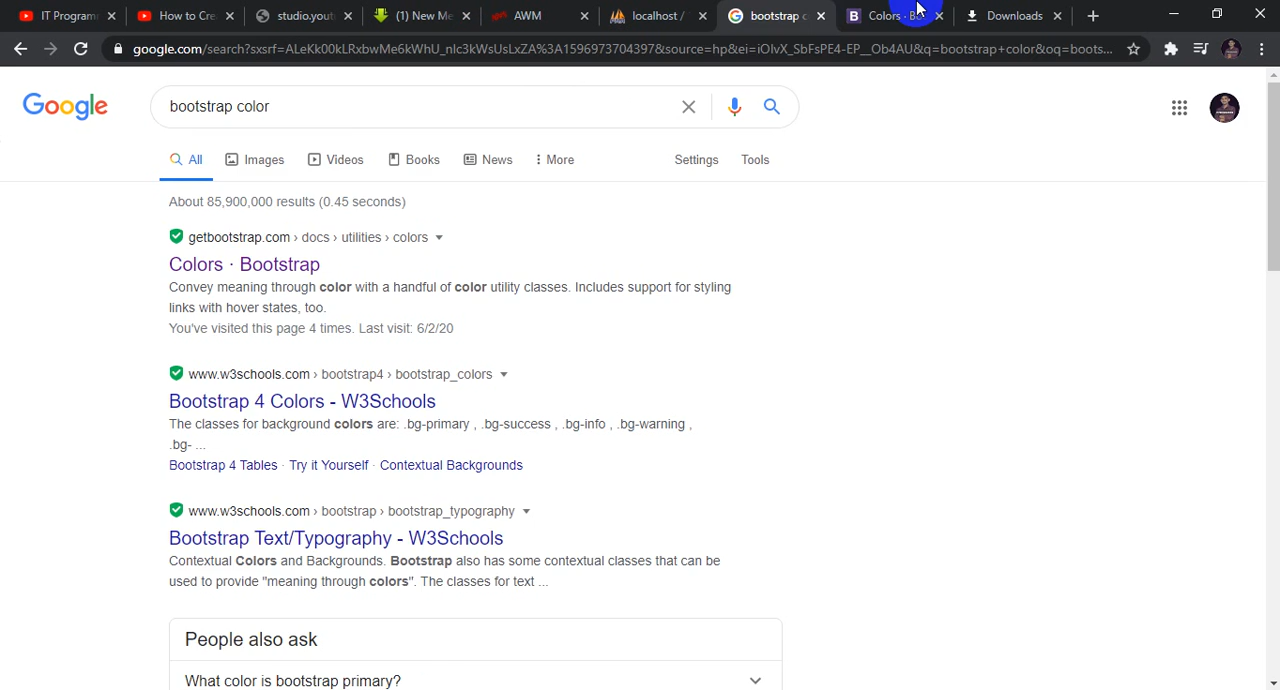 IT Program
How to Cre
studio.yout
(1) New Me
AWM
localhost /
bootstrap c
Colors · Bo
Downloads
google.com/search?sxsrf=ALeKk00kLRxbwMe6kWhU_nlc3kWsUsLxZA%3A1596973704397&source=hp&ei=iOIvX_SbFsPE4-EP__Ob4AU&q=bootstrap+color&oq=boots...
Google
bootstrap color
All
Images
Videos
Books
News
More
Settings
Tools
About 85,900,000 results (0.45 seconds)
getbootstrap.com › docs › utilities › colors
Colors · Bootstrap
Convey meaning through color with a handful of color utility classes. Includes support for styling
links with hover states, too.
You've visited this page 4 times. Last visit: 6/2/20
www.w3schools.com › bootstrap4 › bootstrap_colors
Bootstrap 4 Colors - W3Schools
The classes for background colors are: .bg-primary , .bg-success , .bg-info , .bg-warning ,
.bg- ...
Bootstrap 4 Tables · Try it Yourself · Contextual Backgrounds
www.w3schools.com › bootstrap › bootstrap_typography
Bootstrap Text/Typography - W3Schools
Contextual Colors and Backgrounds. Bootstrap also has some contextual classes that can be
used to provide "meaning through colors". The classes for text ...
People also ask
What color is bootstrap primary?